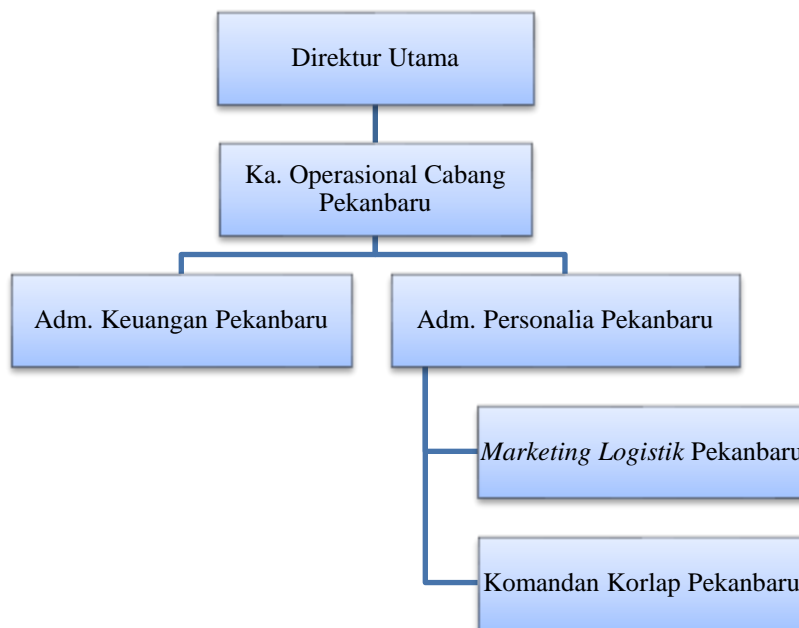 Direktur Utama
Ka. Operasional Cabang
Pekanbaru
Adm. Keuangan Pekanbaru
Adm. Personalia Pekanbaru
Marketing Logistik Pekanbaru
Komandan Korlap Pekanbaru